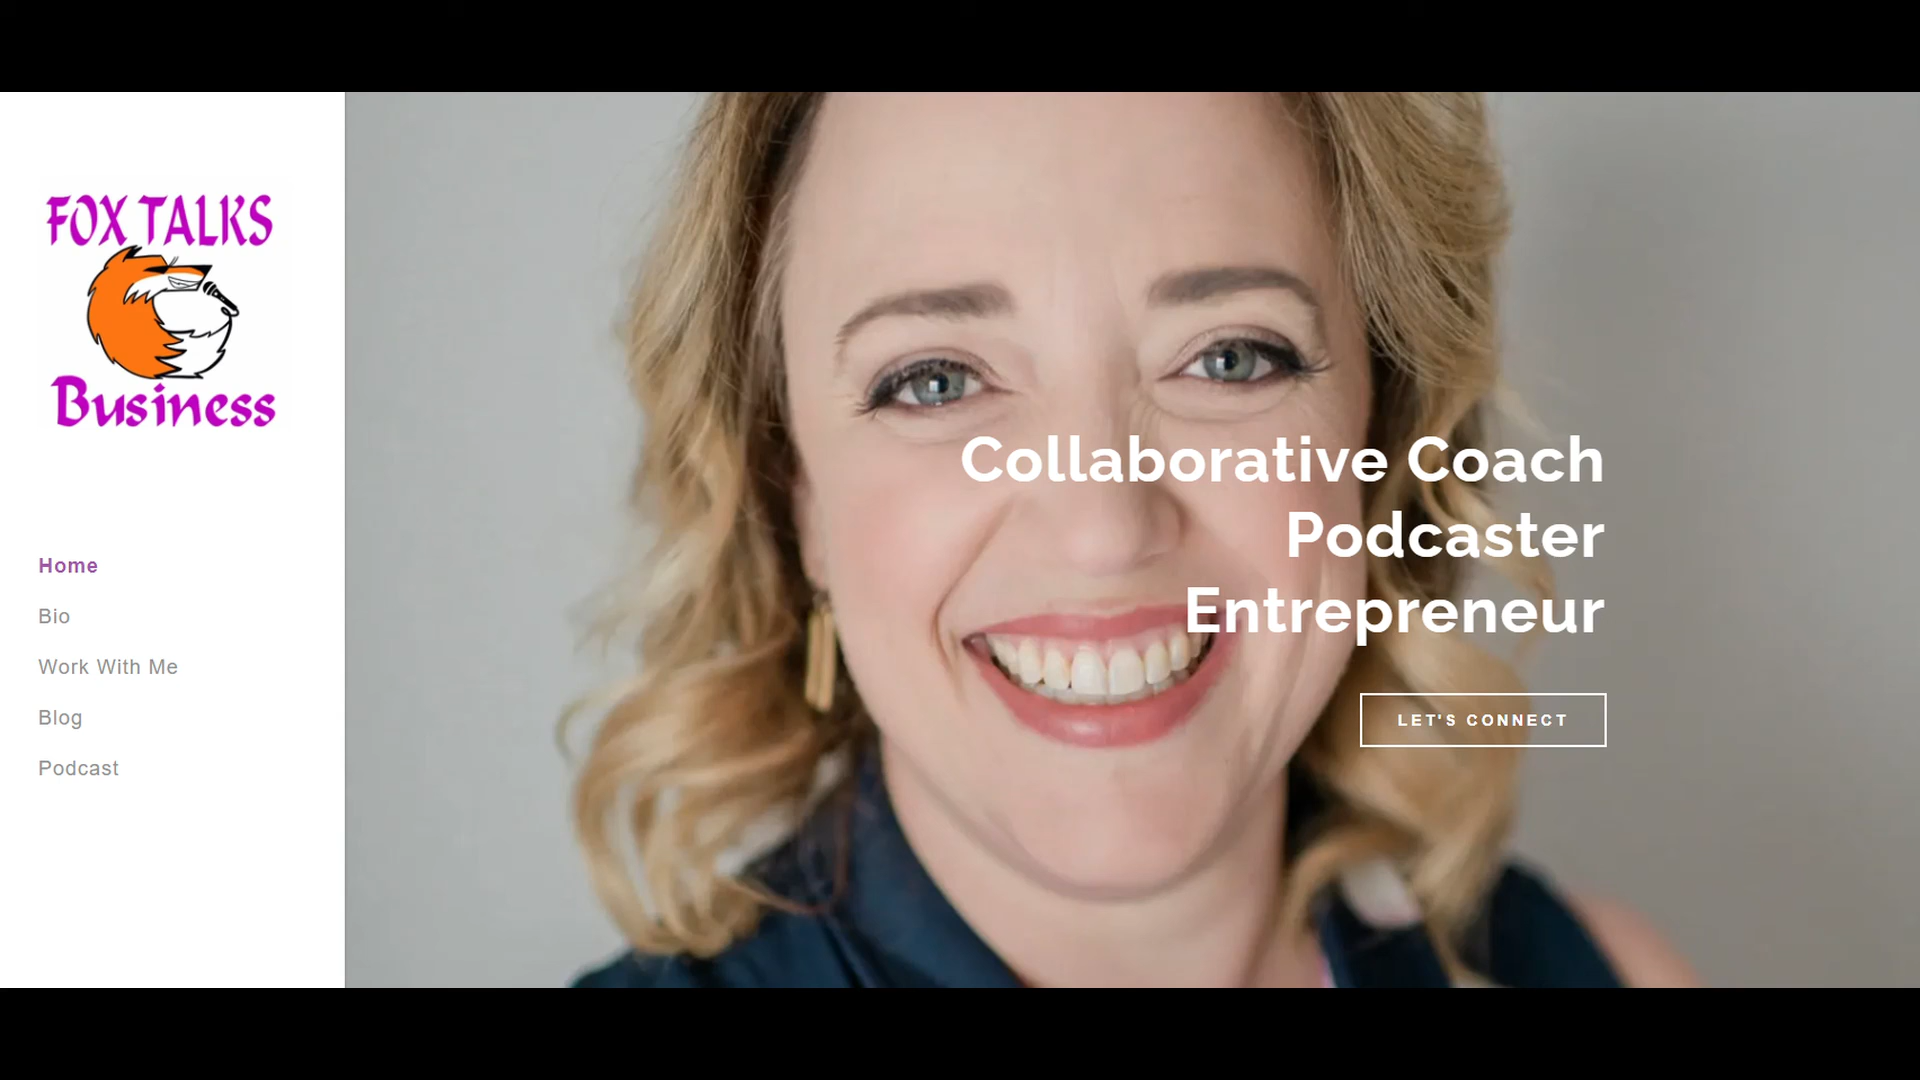 FOX TALKS
Business
Home
Bio
Work With Me
Blog
Podcast
Collaborative Coach
Podcaster
Entrepreneur
LET'S CONNECT